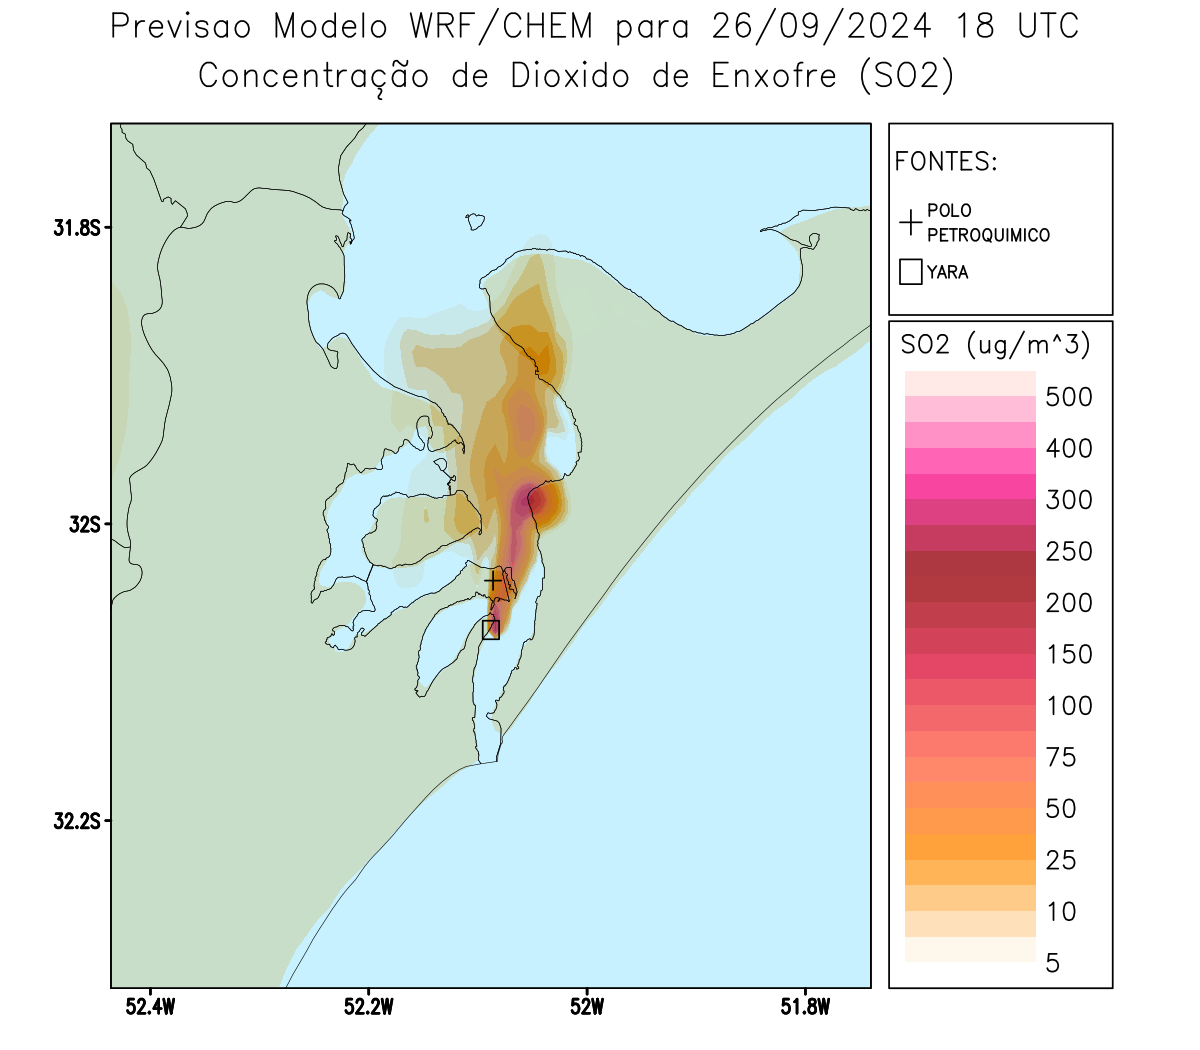 Previsao Modelo WRF/CHEM para 26/09/2024 18 UTC
Concentração de Dioxido de Enxofre (SO2)
FONTES:
POLO
PETROQUIMICO
YARA
SO2 (ug/m^3)
500
400
300
250
200
150
100
75
50
25
10
5
31.8S
32S
32.2S
52.4W
52.2W
52W
51.8W